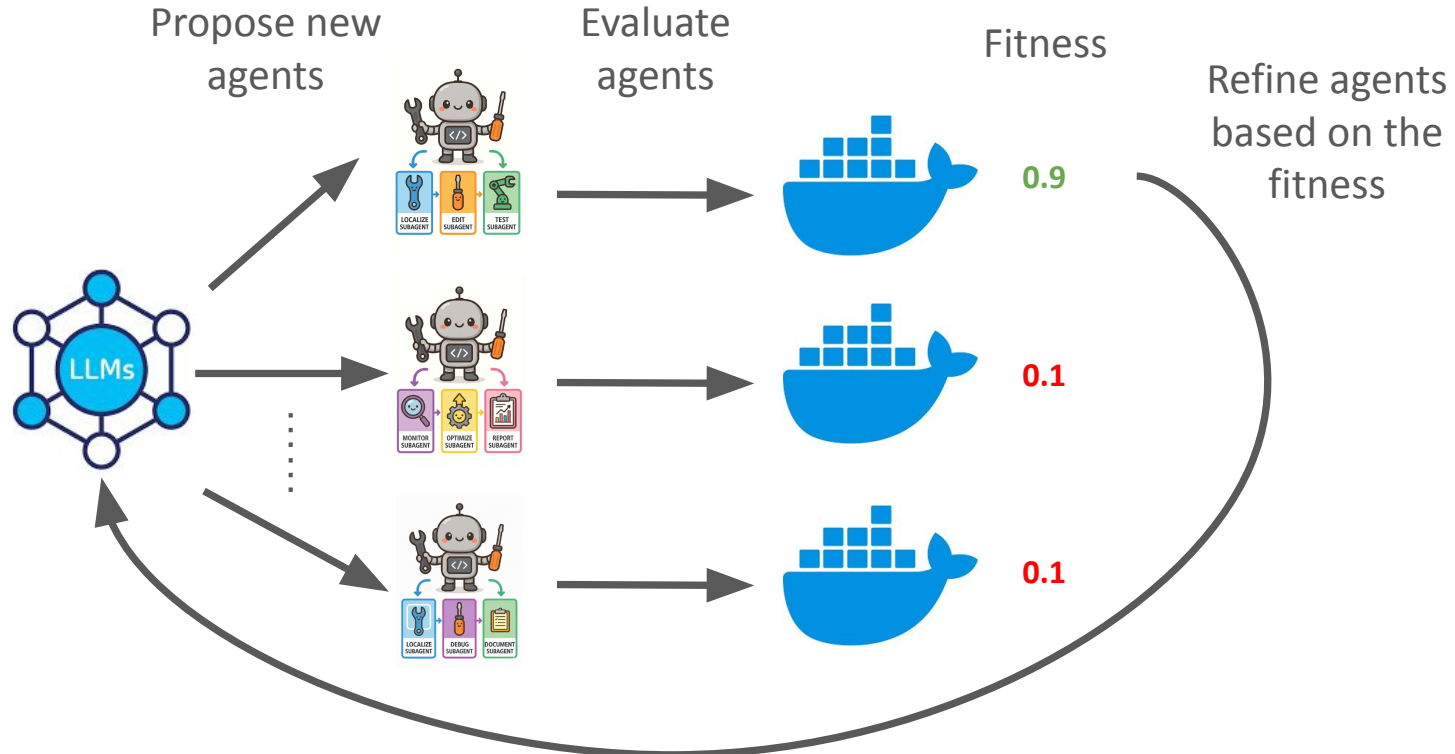 Propose new
agents
Evaluate
agents
Fitness
Refine agents
based on the
fitness
</>
LOCALIZE
SUBAGENT
EDIT
SUBAGENT
TEST
SUBAGENT
0.9
LLMs
</>
MONITOR
SUBAGENT
OPTIMIZE
SUBAGENT
REPORT
SUBAGENT
0.1
</>
LOCALIZE
SUBAGENT
DEBUG
SUBAGENT
DOCUMENT
SUBAGENT
0.1